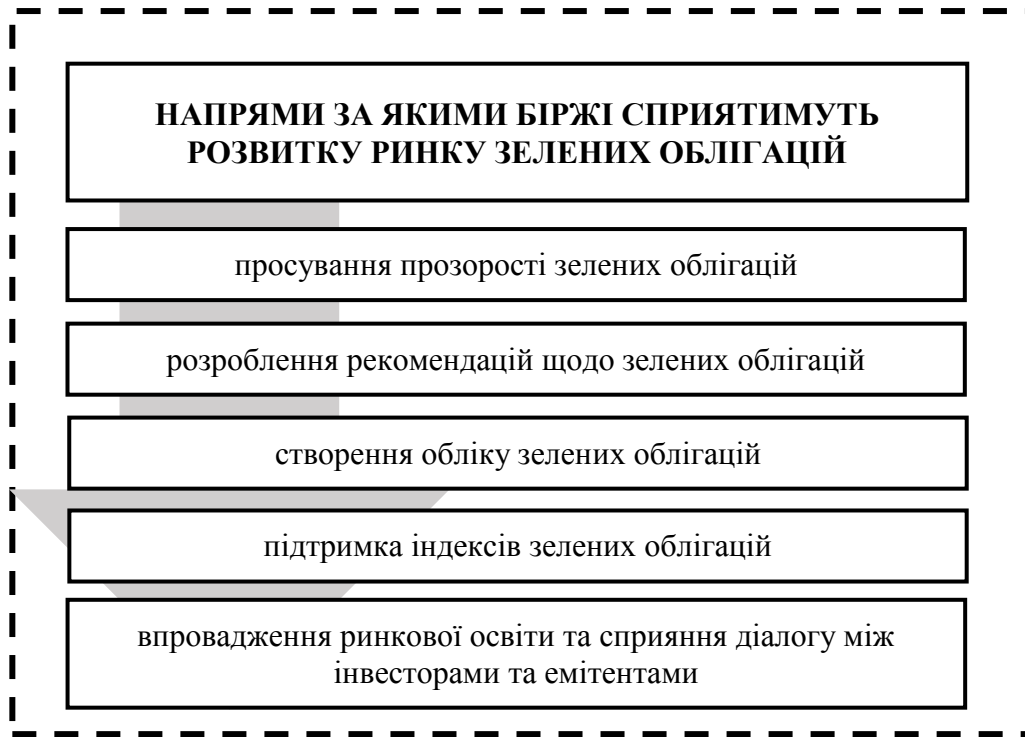 НАПРЯМИ ЗА ЯКИМИ БІРЖІ СПРИЯТИМУТЬ
РОЗВИТКУ РИНКУ ЗЕЛЕНИХ ОБЛІГАЦІЙ
просування прозорості зелених облігацій
розроблення рекомендацій щодо зелених облігацій
створення обліку зелених облігацій
підтримка індексів зелених облігацій
впровадження ринкової освіти та сприяння діалогу між
інвесторами та емітентами